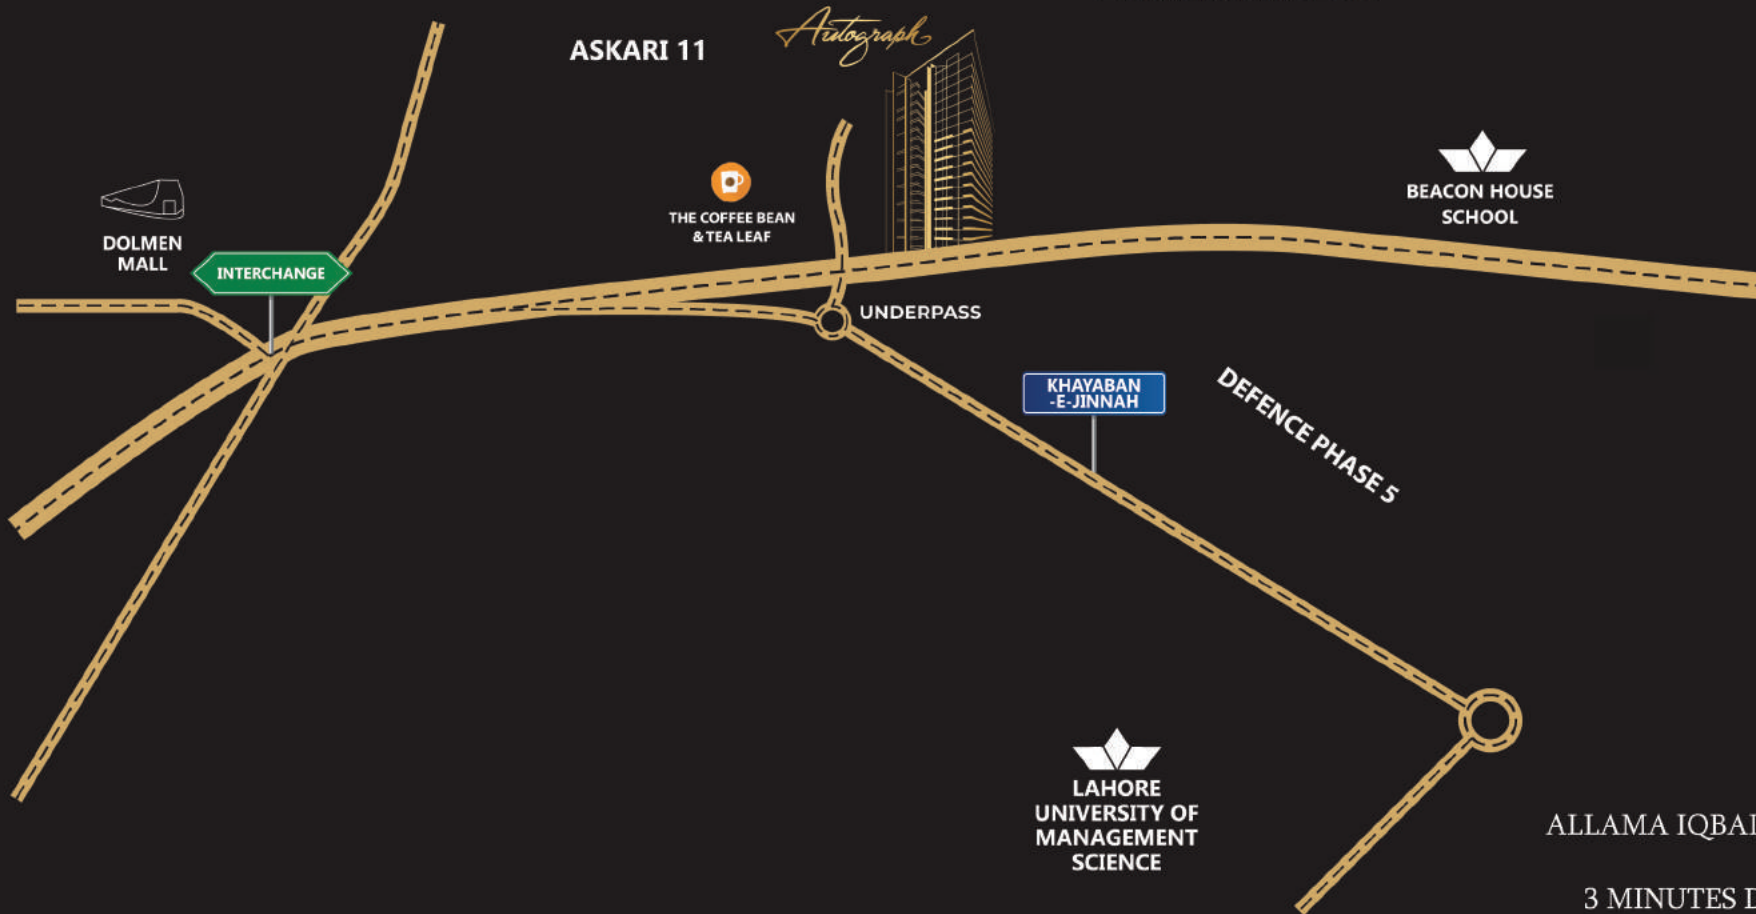 Autograph
ASKARI 11
BEACON HOUSE
SCHOOL
THE COFFEE BEAN
& TEA LEAF
DOLMEN
MALL
INTERCHANGE
UNDERPASS
KHAYABAN
-E-JINNAH
DEFENCE PHASE 5
LAHORE
UNIVERSITY OF
MANAGEMENT
SCIENCE
ALLAMA IQBAL
3 MINUTES D